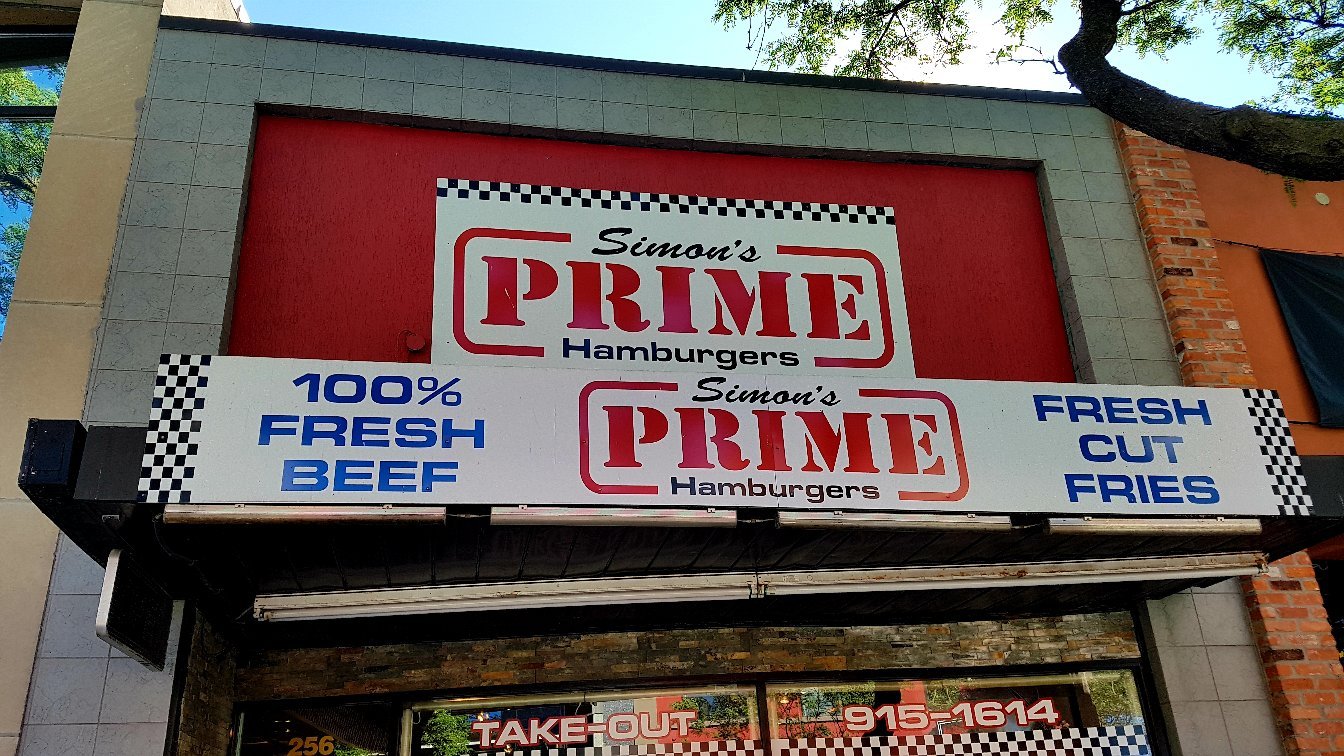 Simon's
PRIME
Hamburgers
100%
FRESH
BEEF
Simon's
PRIME
Hamburgers
FRESH
CUT
FRIES
TAKE-OUT
915-1614
256